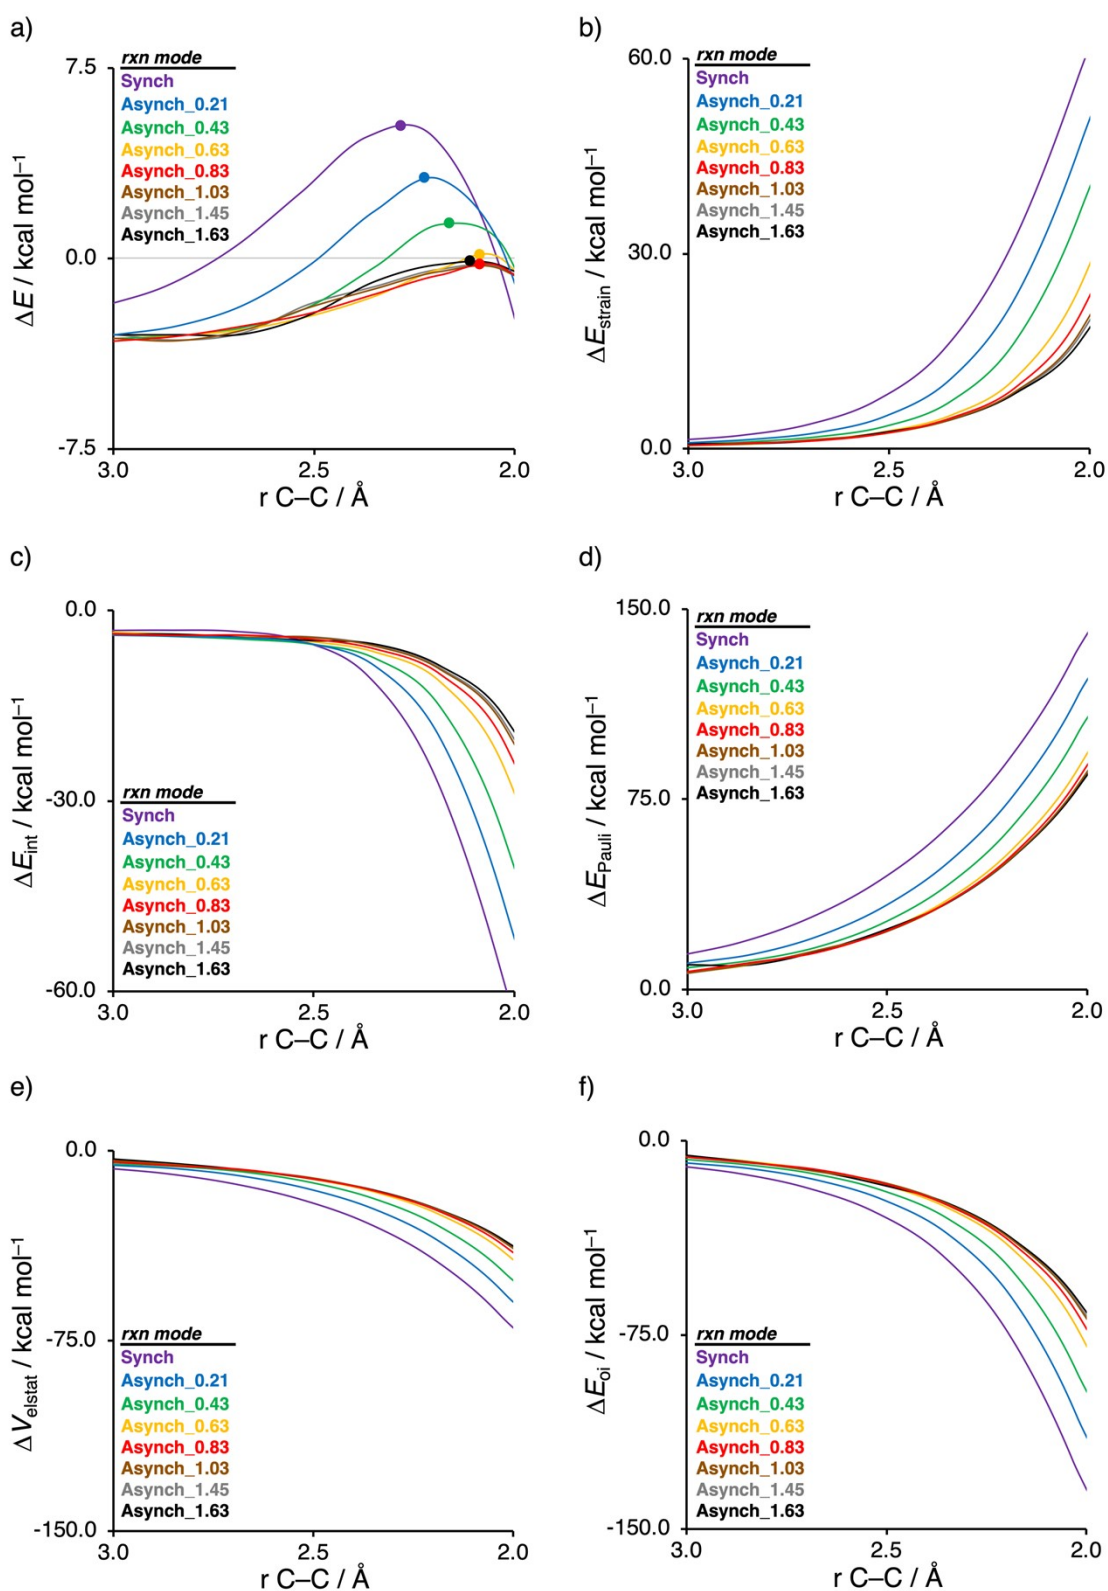 a)
rxn mode
Synch
Asynch_0.21
Asynch_0.43
Asynch_0.63
Asynch_0.83
Asynch_1.03
Asynch_1.45
Asynch_1.63
7.5
0.0
-7.5
ΔE / kcal mol⁻¹
3.0 2.5 2.0
r C–C / Å
b)
rxn mode
Synch
Asynch_0.21
Asynch_0.43
Asynch_0.63
Asynch_0.83
Asynch_1.03
Asynch_1.45
Asynch_1.63
60.0
30.0
0.0
ΔEstrain / kcal mol⁻¹
3.0 2.5 2.0
r C–C / Å
c)
0.0
-30.0
-60.0
ΔEint / kcal mol⁻¹
rxn mode
Synch
Asynch_0.21
Asynch_0.43
Asynch_0.63
Asynch_0.83
Asynch_1.03
Asynch_1.45
Asynch_1.63
3.0 2.5 2.0
r C–C / Å
d)
150.0
75.0
0.0
ΔEPauli / kcal mol⁻¹
rxn mode
Synch
Asynch_0.21
Asynch_0.43
Asynch_0.63
Asynch_0.83
Asynch_1.03
Asynch_1.45
Asynch_1.63
3.0 2.5 2.0
r C–C / Å
e)
0.0
-75.0
-150.0
ΔVelstat / kcal mol⁻¹
rxn mode
Synch
Asynch_0.21
Asynch_0.43
Asynch_0.63
Asynch_0.83
Asynch_1.03
Asynch_1.45
Asynch_1.63
3.0 2.5 2.0
r C–C / Å
f)
0.0
-75.0
-150.0
ΔEoi / kcal mol⁻¹
rxn mode
Synch
Asynch_0.21
Asynch_0.43
Asynch_0.63
Asynch_0.83
Asynch_1.03
Asynch_1.45
Asynch_1.63
3.0 2.5 2.0
r C–C / Å